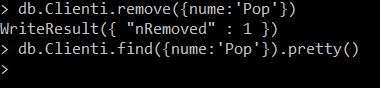 > db.Clienti.remove({nume:'Pop'})
WriteResult({ "nRemoved" : 1 })
> db.Clienti.find({nume:'Pop'}).pretty()
>